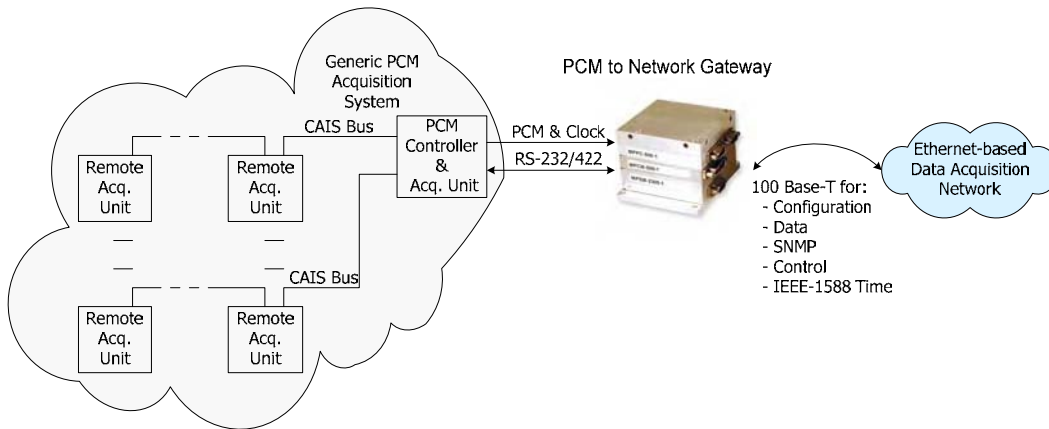 Generic PCM
Acquisition
System
PCM to Network Gateway
CAIS Bus
PCM
Controller
&
Acq. Unit
PCM & Clock
RS-232/422
Remote
Acq.
Unit
Remote
Acq.
Unit
Ethernet-based
Data Acquisition
Network
100 Base-T for:
- Configuration
- Data
- SNMP
- Control
- IEEE-1588 Time
CAIS Bus
Remote
Acq.
Unit
Remote
Acq.
Unit